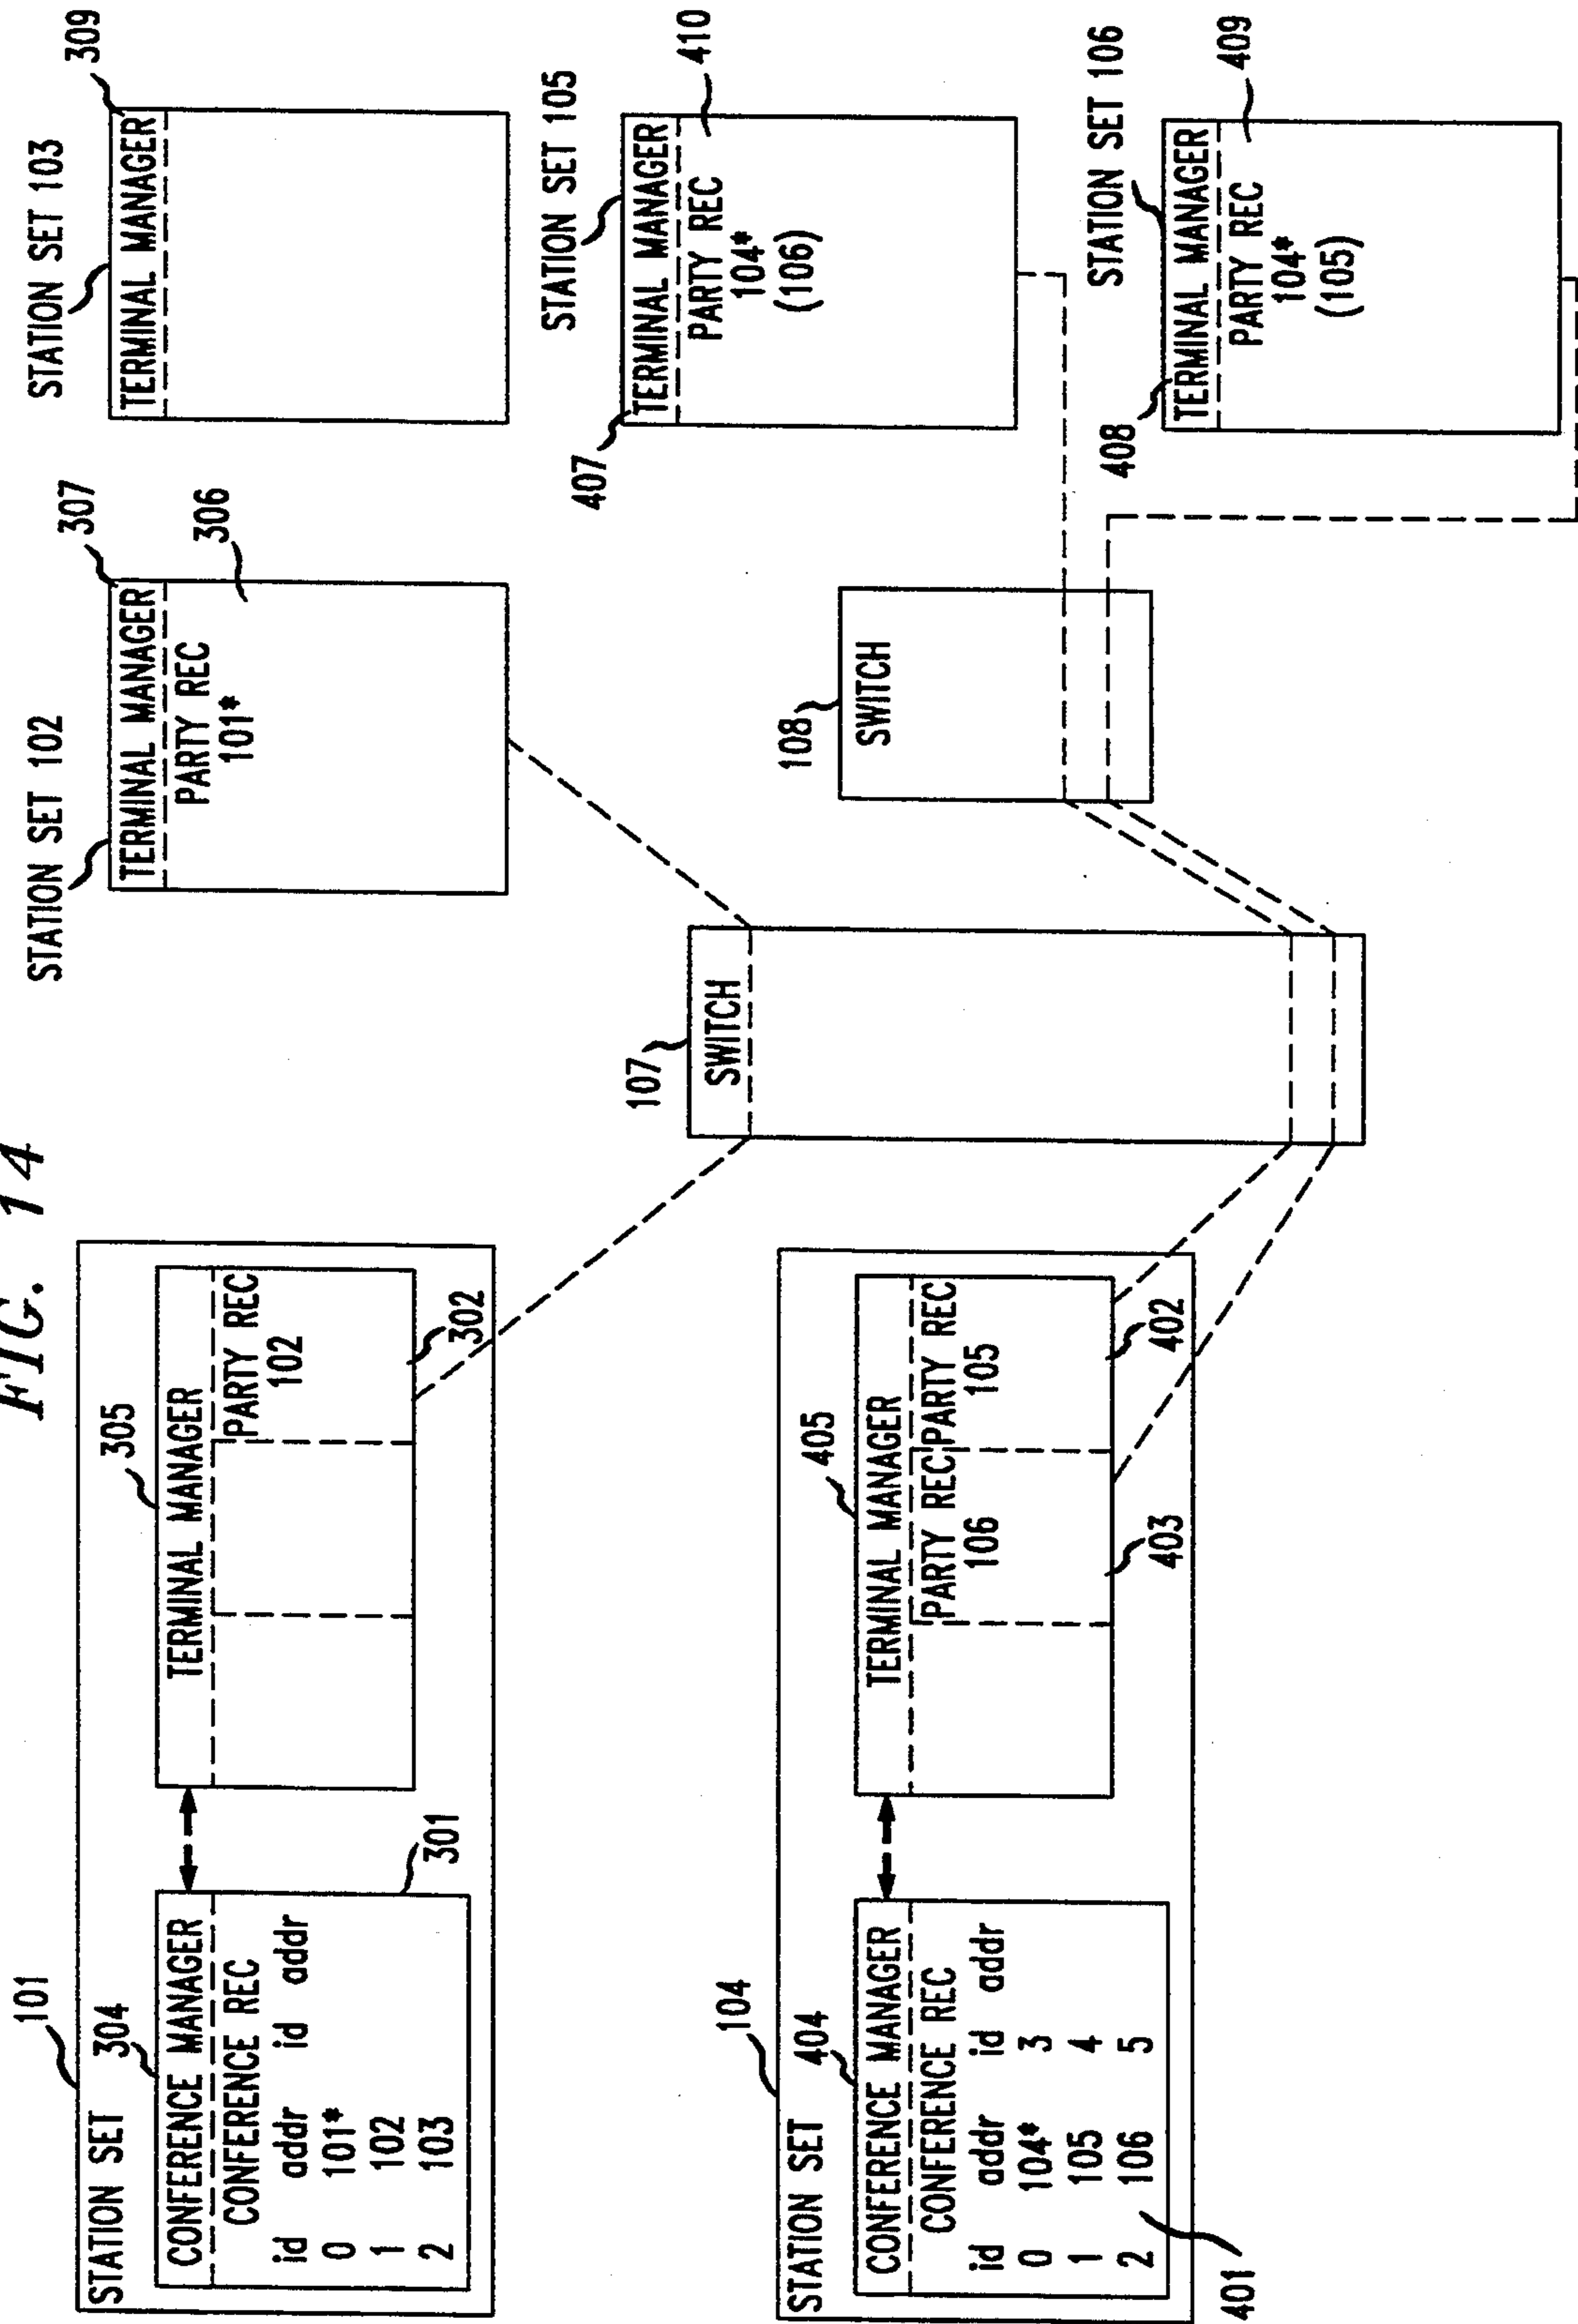 FIG. 14
STATION SET
101
304
CONFERENCE MANAGER
CONFERENCE REC
id addr id addr
0 101*
1 102
2 103
301
305
TERMINAL MANAGER
PARTY REC
102
302
STATION SET
104
404
CONFERENCE MANAGER
CONFERENCE REC
id addr id addr
0 104* 3
1 105 4
2 106 5
401
405
TERMINAL MANAGER
PARTY REC
106
PARTY REC
105
403
402
107
SWITCH
108
SWITCH
STATION SET 102
307
TERMINAL MANAGER
PARTY REC
101*
306
STATION SET 103
309
TERMINAL MANAGER
STATION SET 105
407
TERMINAL MANAGER
PARTY REC
104*
(106)
410
STATION SET 106
408
TERMINAL MANAGER
PARTY REC
104*
(105)
409